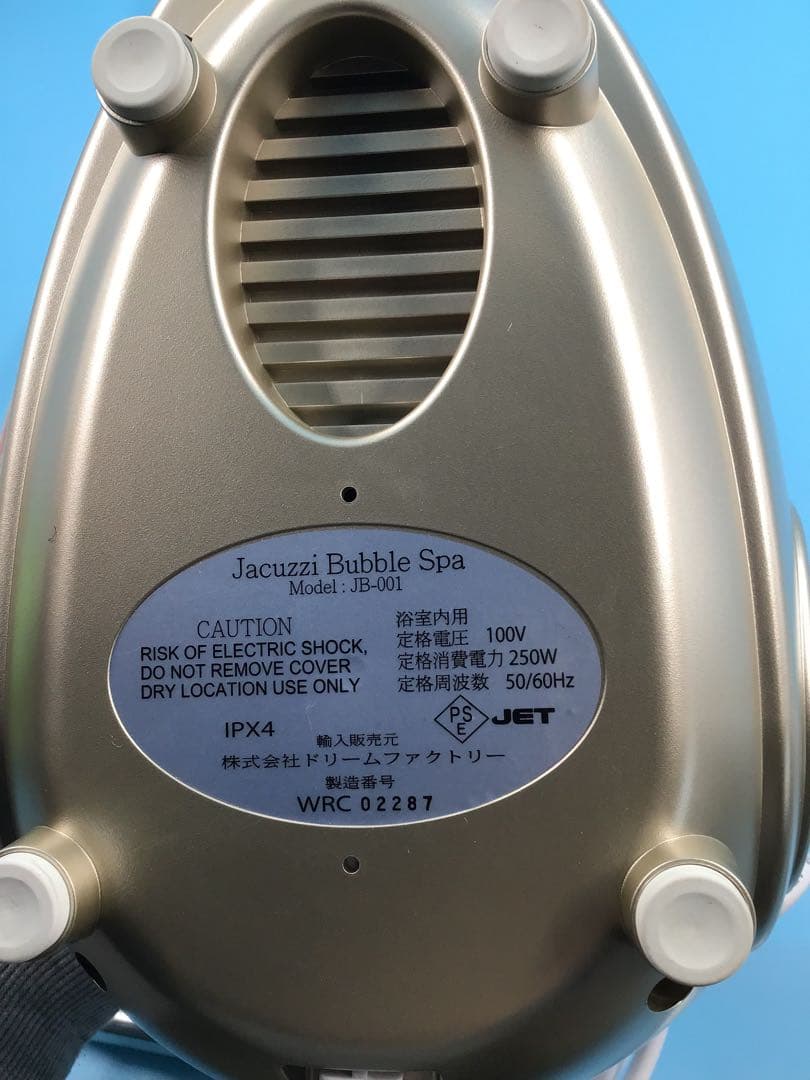 Jacuzzi Bubble Spa
Model : JB-001
CAUTION
RISK OF ELECTRIC SHOCK,
DO NOT REMOVE COVER
DRY LOCATION USE ONLY
浴室内用
定格電圧 100V
定格消費電力 250W
定格周波数 50/60Hz
PS
E
JET
IPX4
輸入販売元
株式会社ドリームファクトリー
製造番号
WRC 02287